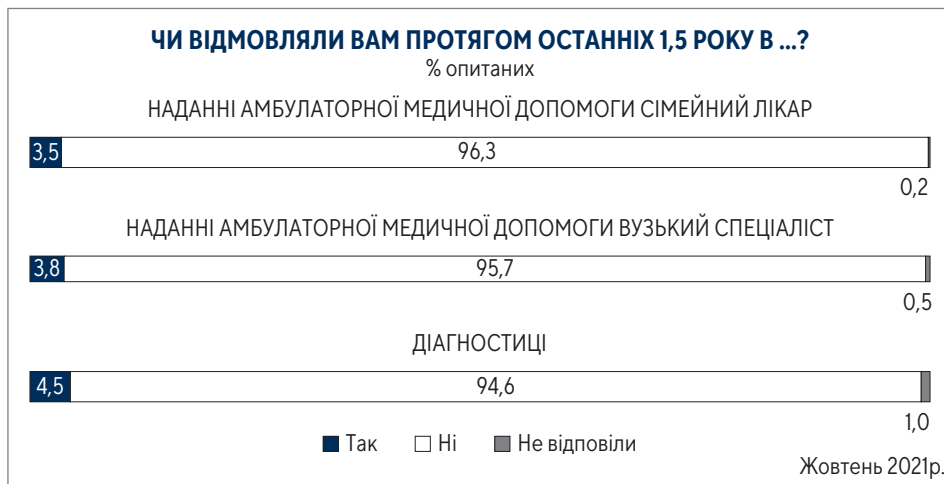 ЧИ ВІДМОВЛЯЛИ ВАМ ПРОТЯГОМ ОСТАННІХ 1,5 РОКУ В ...?
% опитаних
НАДАННІ АМБУЛАТОРНОЇ МЕДИЧНОЇ ДОПОМОГИ СІМЕЙНИЙ ЛІКАР
3,5 96,3
0,2
НАДАННІ АМБУЛАТОРНОЇ МЕДИЧНОЇ ДОПОМОГИ ВУЗЬКИЙ СПЕЦІАЛІСТ
3,8 95,7
0,5
ДІАГНОСТИЦІ
4,5 94,6
1,0
Так Ні Не відповіли
Жовтень 2021р.